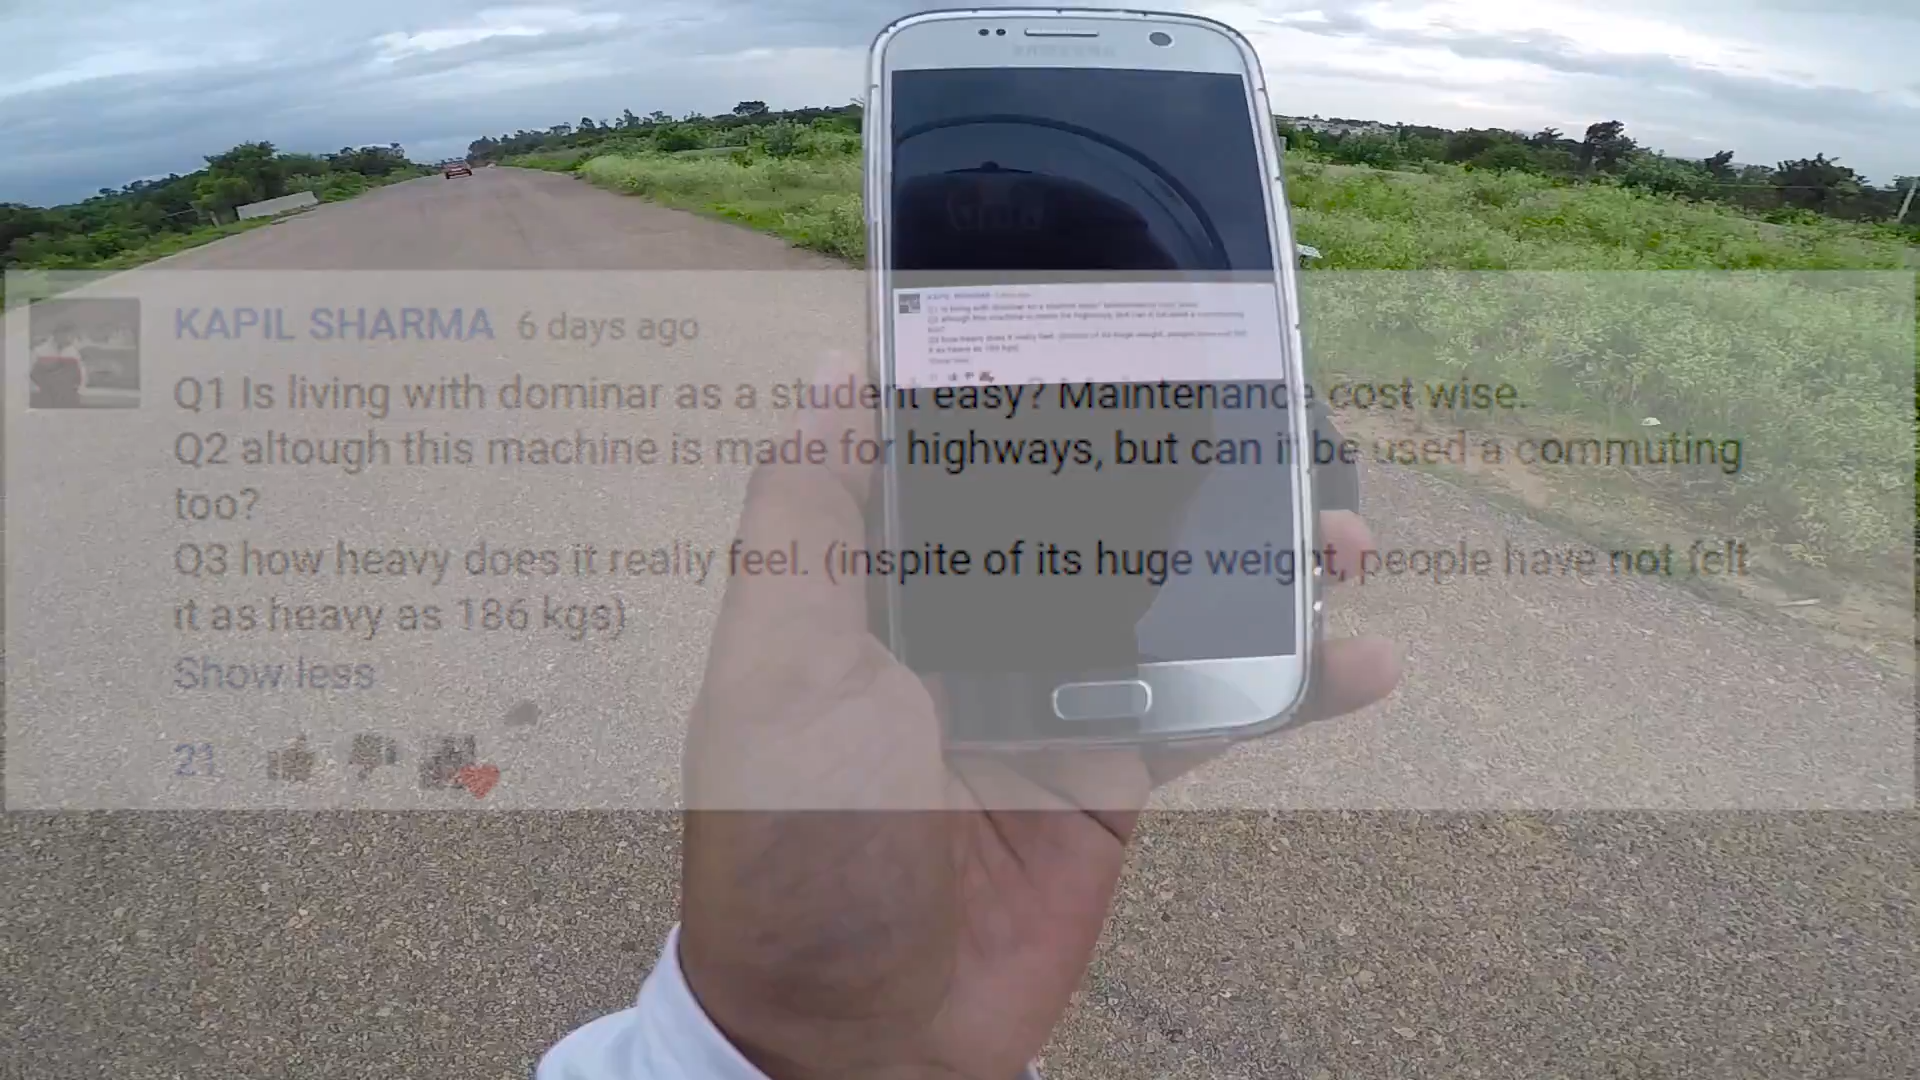 SAMSUNG
KAPIL SHARMA 6 days ago
Q1 Is living with dominar as a student easy? Maintenance cost wise.
Q2 altough this machine is made for highways, but can it be used a commuting
too?
Q3 how heavy does it really feel. (inspite of its huge weight, people have not felt
it as heavy as 186 kgs)
Show less
21